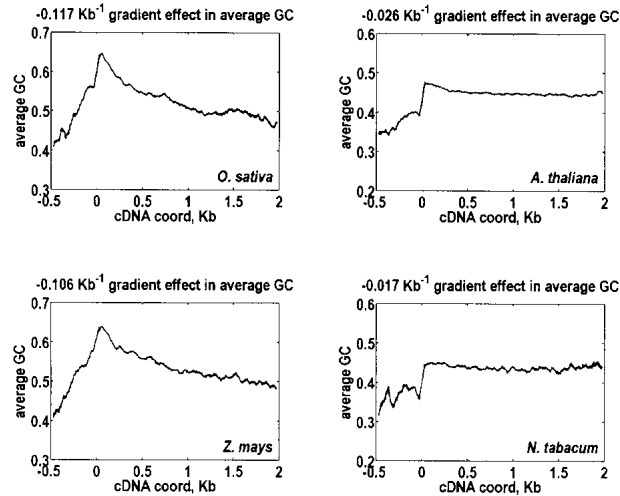 -0.117 Kb⁻¹ gradient effect in average GC
0.7
0.6
0.5
0.4
0.3
average GC
O. sativa
-0.5 0 0.5 1 1.5 2
cDNA coord, Kb
-0.026 Kb⁻¹ gradient effect in average GC
0.6
0.5
0.4
0.3
0.2
average GC
A. thaliana
-0.5 0 0.5 1 1.5 2
cDNA coord, Kb
-0.106 Kb⁻¹ gradient effect in average GC
0.7
0.6
0.5
0.4
0.3
average GC
Z. mays
-0.5 0 0.5 1 1.5 2
cDNA coord, Kb
-0.017 Kb⁻¹ gradient effect in average GC
0.6
0.5
0.4
0.3
0.2
average GC
N. tabacum
-0.5 0 0.5 1 1.5 2
cDNA coord, Kb